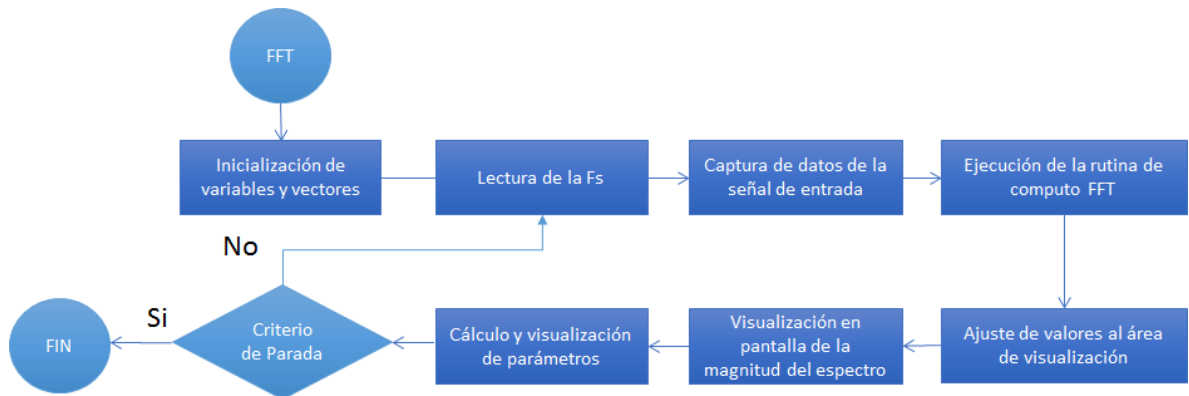 FFT
Inicialización de
variables y vectores
Lectura de la Fs
Captura de datos de la
señal de entrada
Ejecución de la rutina de
computo FFT
No
Si
FIN
Criterio
de Parada
Cálculo y visualización
de parámetros
Visualización en
pantalla de la
magnitud del espectro
Ajuste de valores al área
de visualización